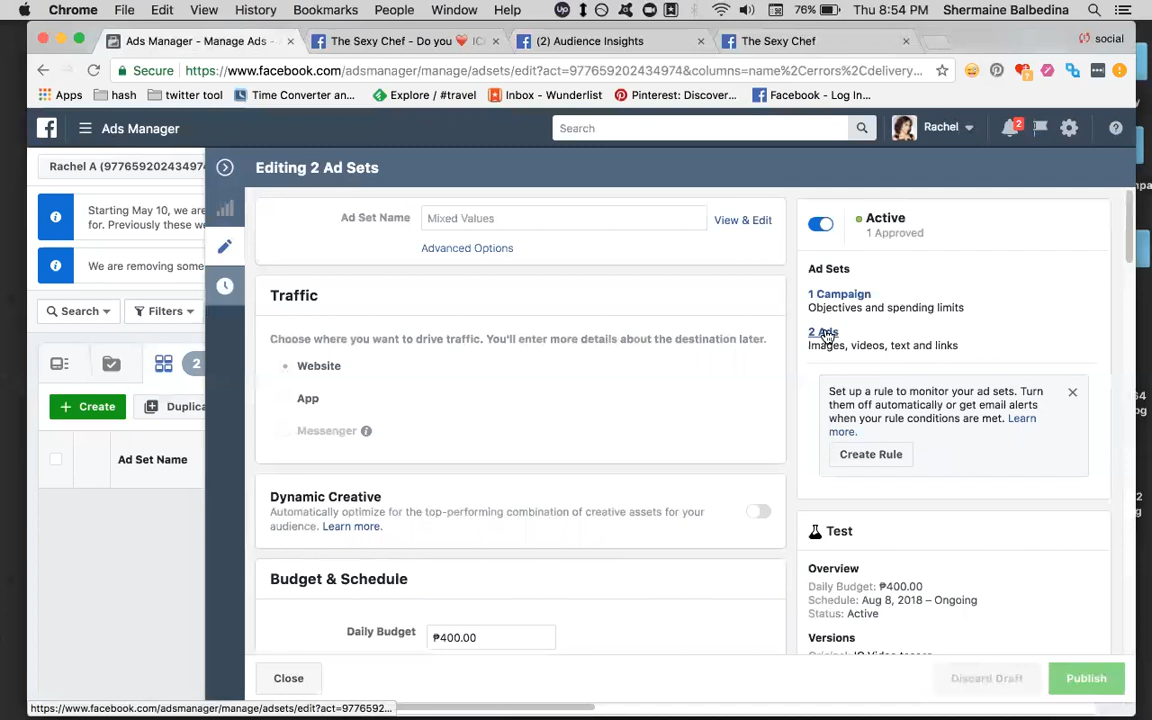 Chrome File Edit View History Bookmarks People Window Help 76% Thu 8:54 PM Shermaine Balbedina
Ads Manager - Manage Ads - The Sexy Chef - Do you ❤️ IC (2) Audience Insights The Sexy Chef social
Secure https://www.facebook.com/adsmanager/manage/adsets/edit?act=977659202434974&columns=name%2Cerrors%2Cdelivery...
Apps hash twitter tool Time Converter an... Explore / #travel Inbox - Wunderlist Pinterest: Discover... Facebook - Log In...
Ads Manager Search Rachel 2
Rachel A (9776592024349
Editing 2 Ad Sets
Starting May 10, we are
for. Previously these w
We are removing some
Search Filters
2
+ Create Duplica
Ad Set Name
Ad Set Name Mixed Values View & Edit
Advanced Options
Traffic
Choose where you want to drive traffic. You'll enter more details about the destination later.
Website
App
Messenger
Dynamic Creative
Automatically optimize for the top-performing combination of creative assets for your
audience. Learn more.
Budget & Schedule
Daily Budget ₱400.00
Active
1 Approved
Ad Sets
1 Campaign
Objectives and spending limits
2 Ads
Images, videos, text and links
Set up a rule to monitor your ad sets. Turn
them off automatically or get email alerts
when your rule conditions are met. Learn
more.
Create Rule
Test
Overview
Daily Budget: ₱400.00
Schedule: Aug 8, 2018 – Ongoing
Status: Active
Versions
Close Discard Draft Publish
https://www.facebook.com/adsmanager/manage/adsets/edit?act=9776592...